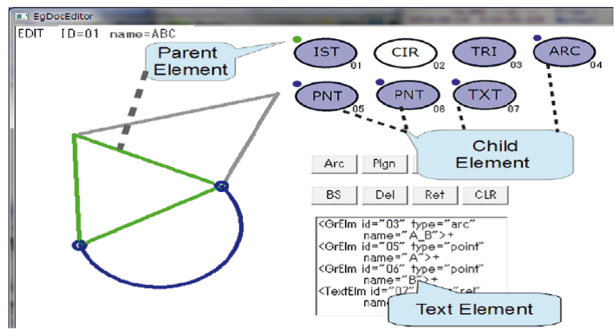 EgDocEditor
EDIT ID=01 name=ABC
Parent
Element
IST
01
CIR
02
TRI
03
ARC
04
PNT
05
PNT
06
TXT
07
Child
Element
Arc
Plgn
BS
Del
Ret
CLR
<GrElm id="03" type="arc"
name="A_B">+
<GrElm id="05" type="point"
name="A">+
<GrElm id="06" type="point"
name="B">+
<TextElm id="07"
Text Element